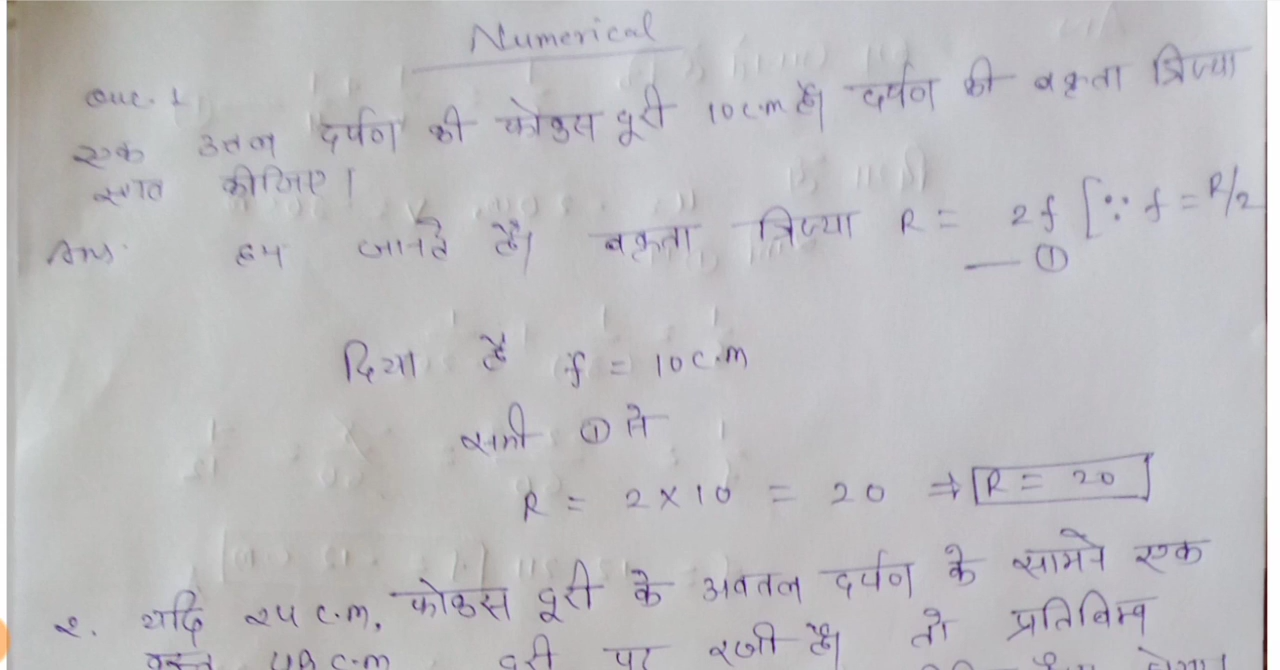 Numerical
Que. 1
एक उत्तल दर्पण की फोकस दूरी 10 c.m है। दर्पण की वक्रता त्रिज्या
ज्ञात कीजिए।
Ans. हम जानते है। वक्रता त्रिज्या R = 2f [∵ f = R/2
— ①
दिया है f = 10 c.m
समी ① से
R = 2 × 10 = 20 ⇒ R = 20
२. यदि २५ c.m. फोकस दूरी के अवतल दर्पण के सामने एक
वस्तु c.m दूरी पर रखी है। तो प्रतिबिम्ब